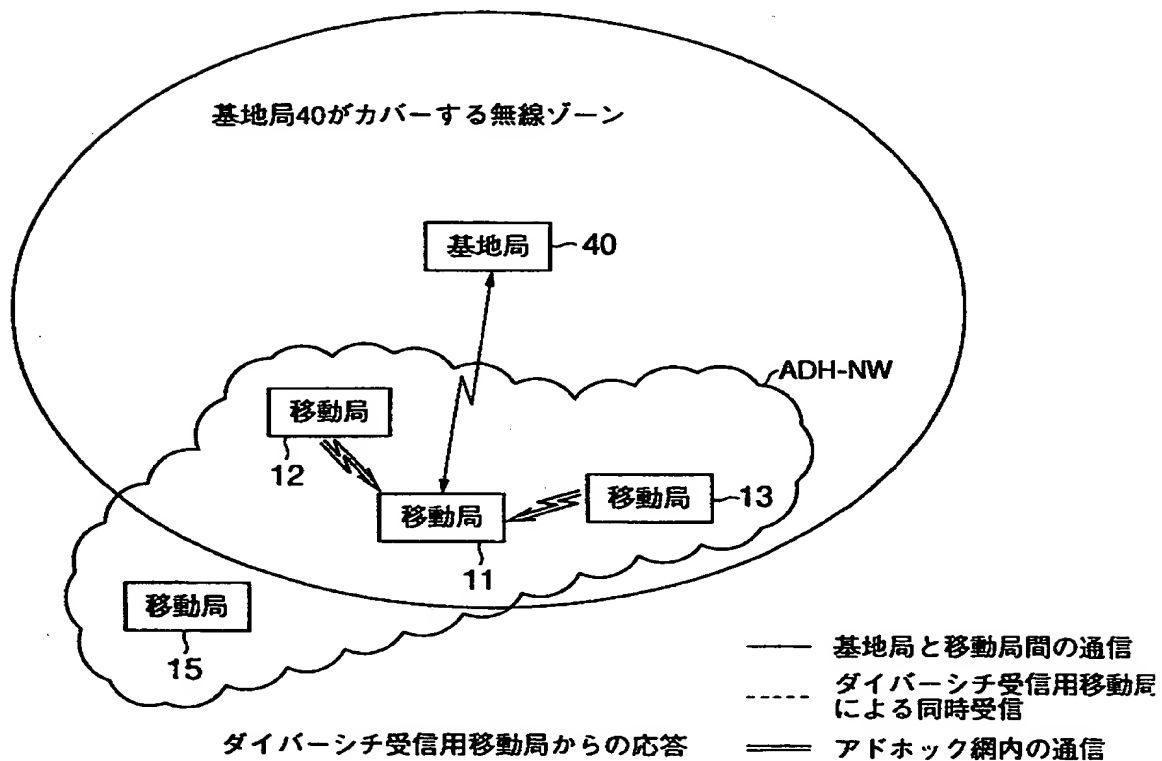 基地局40がカバーする無線ゾーン
基地局
40
ADH-NW
移動局
12
移動局
13
移動局
11
移動局
15
基地局と移動局間の通信
ダイバーシチ受信用移動局
による同時受信
アドホック網内の通信
ダイバーシチ受信用移動局からの応答